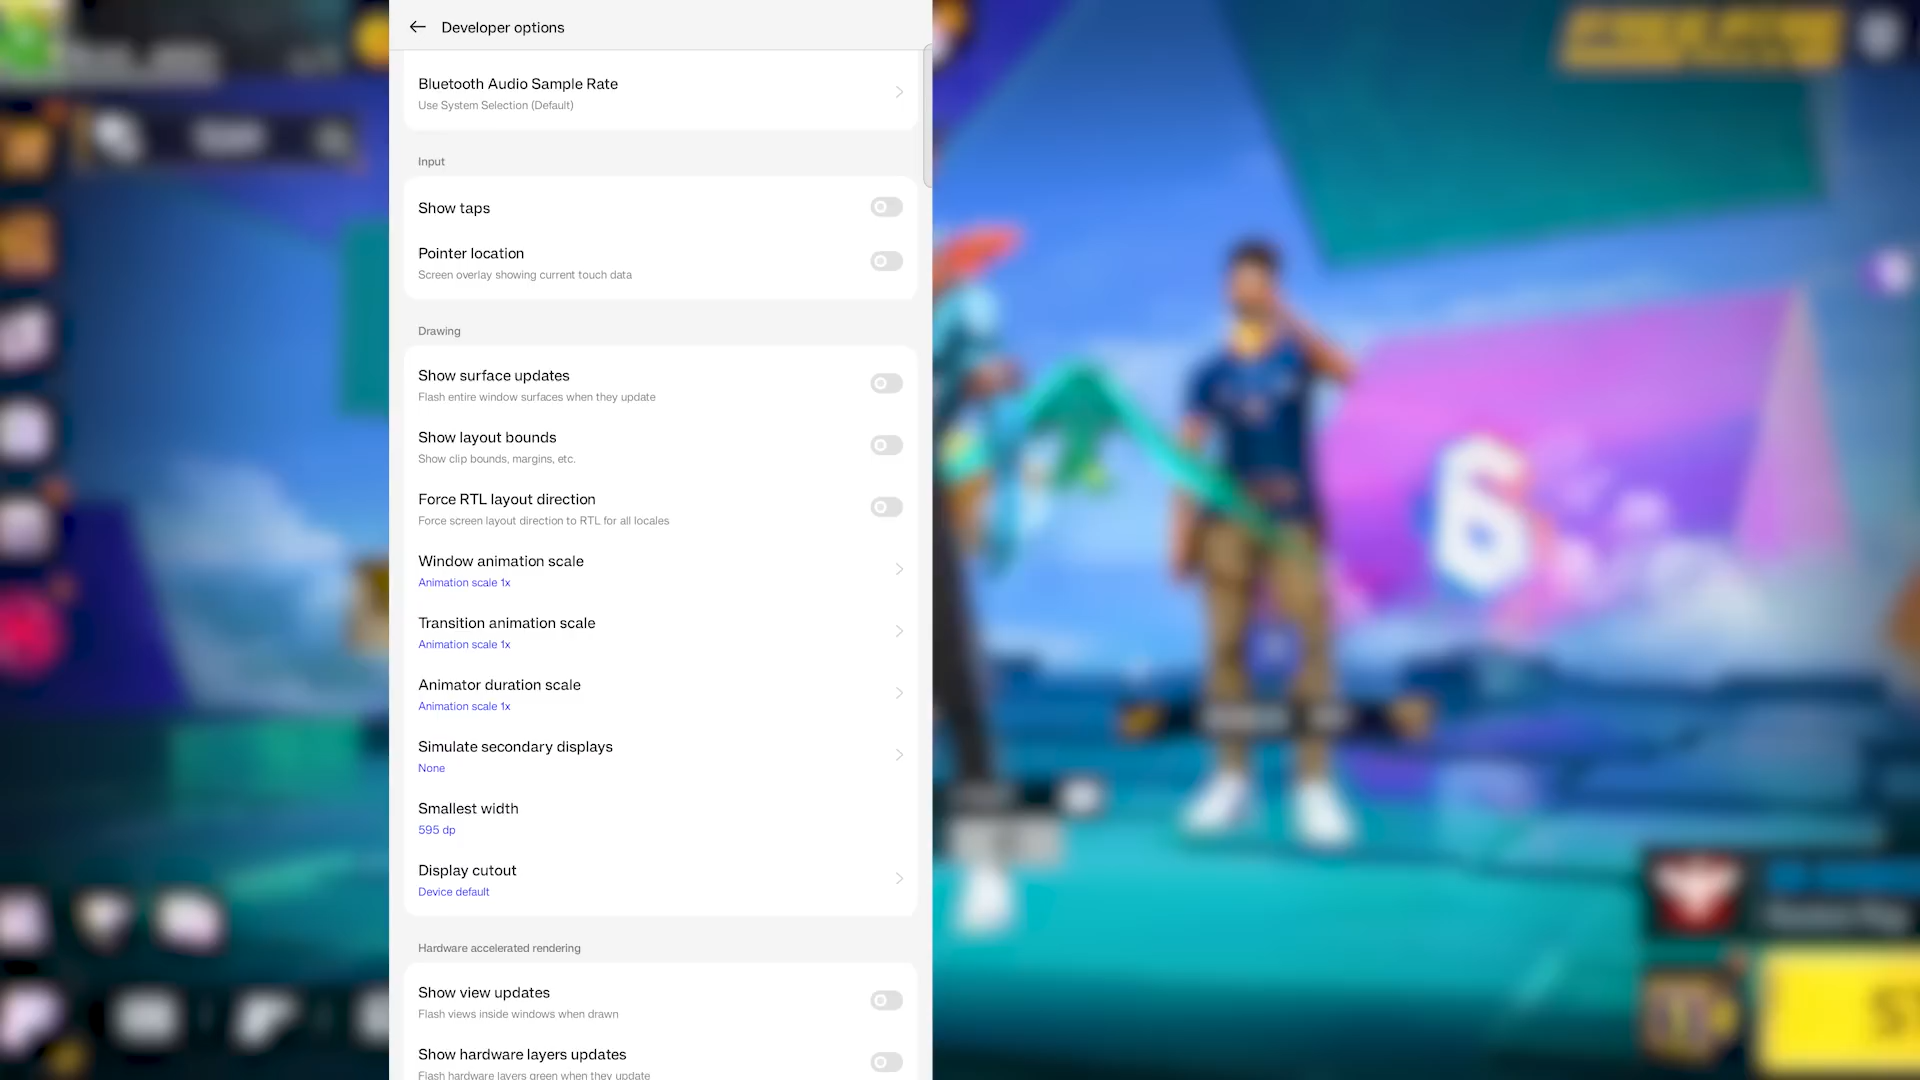 Developer options
Bluetooth Audio Sample Rate
Use System Selection (Default)
Input
Show taps
Pointer location
Screen overlay showing current touch data
Drawing
Show surface updates
Flash entire window surfaces when they update
Show layout bounds
Show clip bounds, margins, etc.
Force RTL layout direction
Force screen layout direction to RTL for all locales
Window animation scale
Animation scale 1x
Transition animation scale
Animation scale 1x
Animator duration scale
Animation scale 1x
Simulate secondary displays
None
Smallest width
595 dp
Display cutout
Device default
Hardware accelerated rendering
Show view updates
Flash views inside windows when drawn
Show hardware layers updates
Flash hardware layers green when they update
6